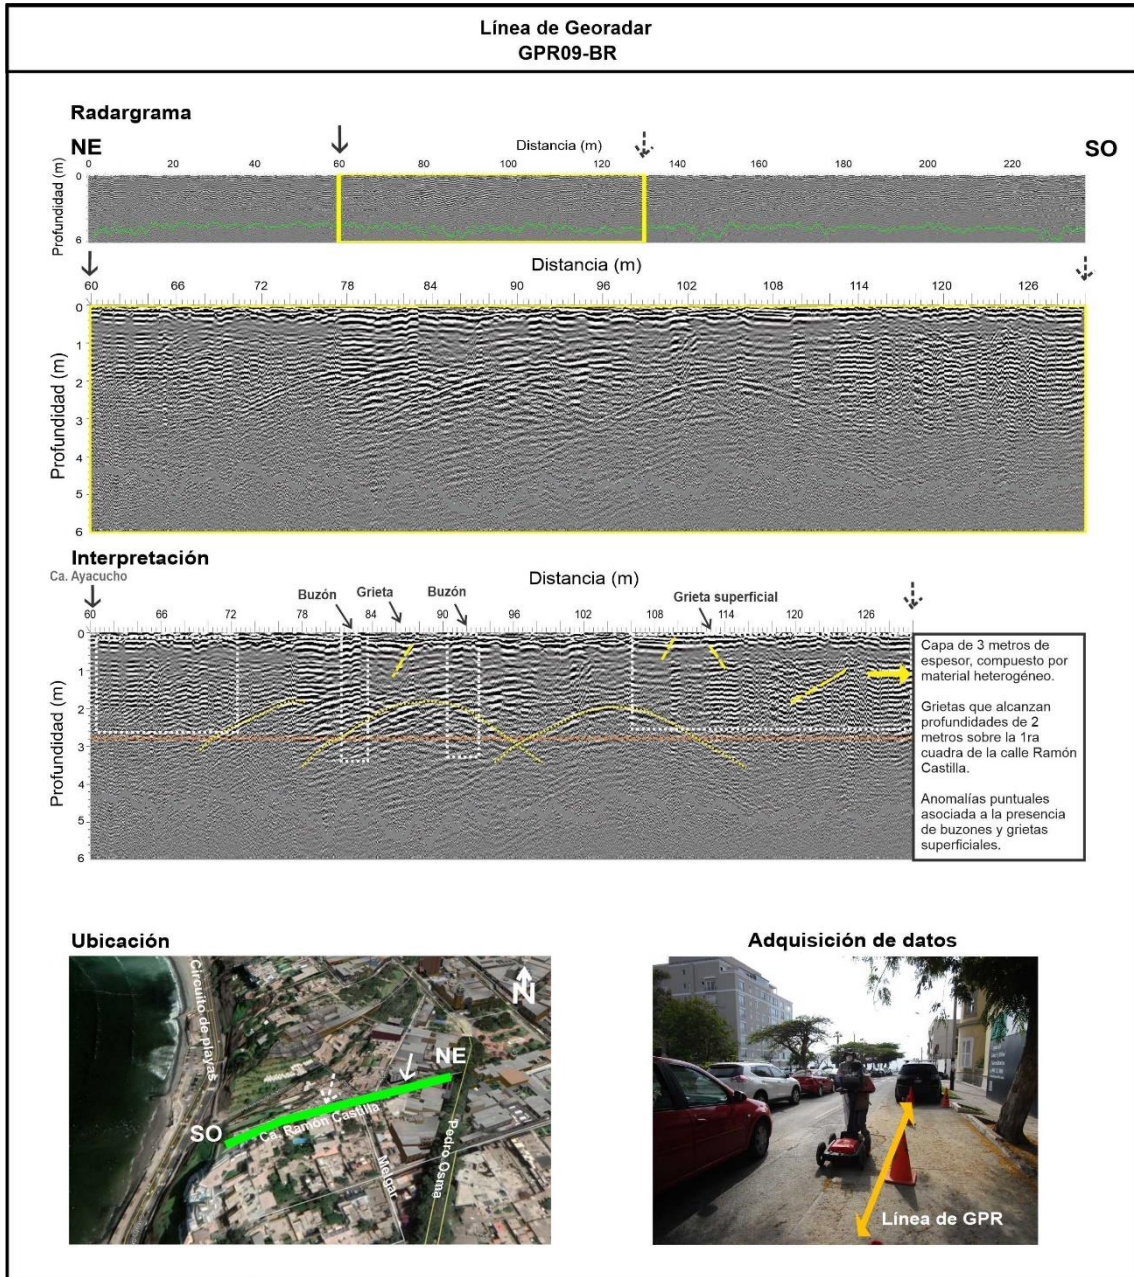 Línea de Georadar
GPR09-BR
Radargrama
NE
Distancia (m)
SO
0 20 40 60 80 100 120 140 160 180 200 220
Profundidad (m)
0
6
Distancia (m)
60 66 72 78 84 90 96 102 108 114 120 126
Profundidad (m)
0
1
2
3
4
5
6
Interpretación
Ca. Ayacucho
Distancia (m)
Buzón
Grieta
Buzón
Grieta superficial
60 66 72 78 84 90 96 102 108 114 120 126
Profundidad (m)
0
1
2
3
4
5
6
Capa de 3 metros de
espesor, compuesto por
material heterogéneo.
Grietas que alcanzan
profundidades de 2
metros sobre la 1ra
cuadra de la calle Ramón
Castilla.
Anomalías puntuales
asociada a la presencia
de buzones y grietas
superficiales.
Ubicación
Circuito de playas
N
NE
SO
Ca. Ramón Castilla
Melgar
Pedro Osma
Adquisición de datos
Línea de GPR